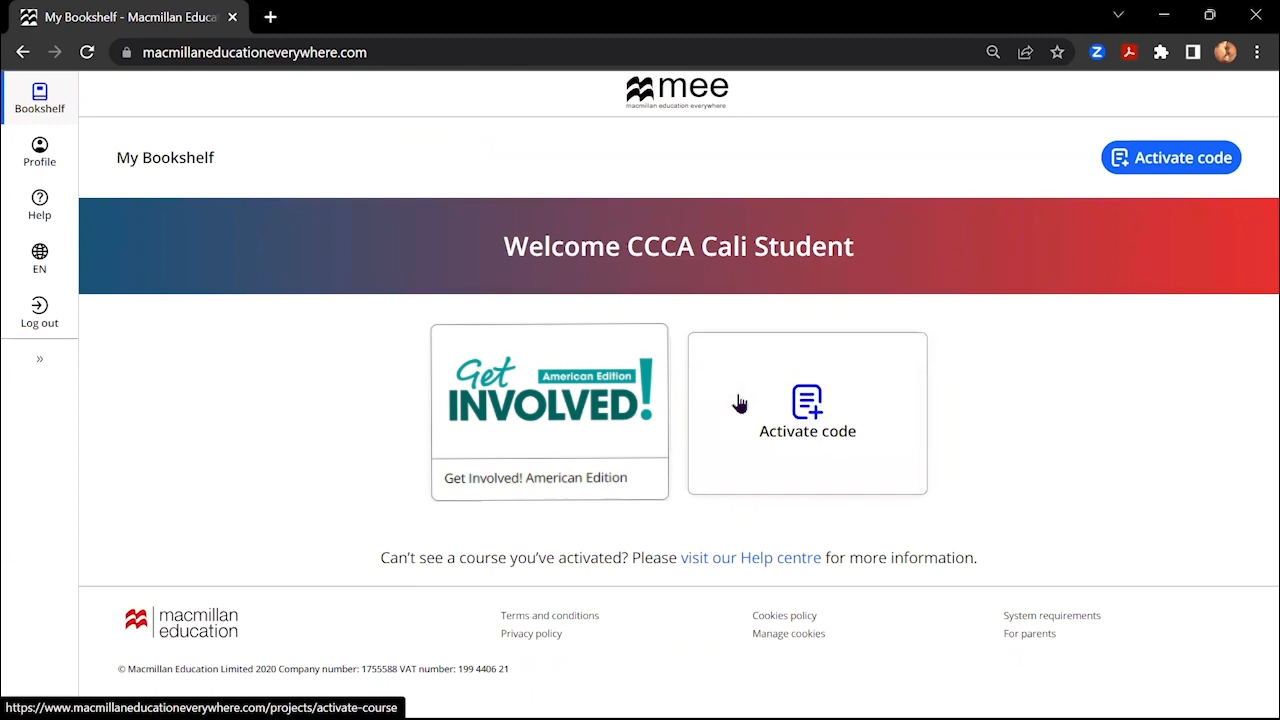 My Bookshelf - Macmillan Educa
macmillaneducationeverywhere.com
Bookshelf
Profile
Help
EN
Log out
»
mee
macmillan education everywhere
My Bookshelf
Activate code
Welcome CCCA Cali Student
Get
American Edition
INVOLVED!
Get Involved! American Edition
Activate code
Can't see a course you've activated? Please visit our Help centre for more information.
macmillan
education
Terms and conditions
Privacy policy
Cookies policy
Manage cookies
System requirements
For parents
© Macmillan Education Limited 2020 Company number: 1755588 VAT number: 199 4406 21
https://www.macmillaneducationeverywhere.com/projects/activate-course